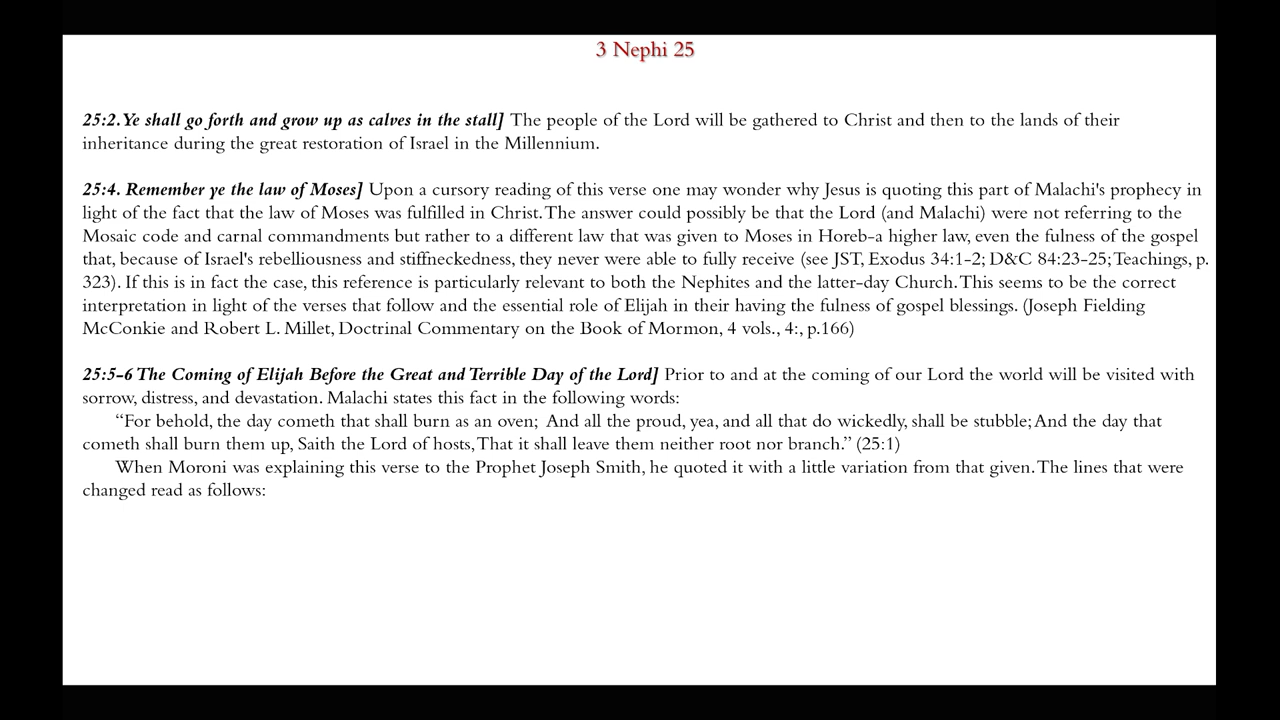 3 Nephi 25
25:2. Ye shall go forth and grow up as calves in the stall] The people of the Lord will be gathered to Christ and then to the lands of their
inheritance during the great restoration of Israel in the Millennium.
25:4. Remember ye the law of Moses] Upon a cursory reading of this verse one may wonder why Jesus is quoting this part of Malachi's prophecy in
light of the fact that the law of Moses was fulfilled in Christ. The answer could possibly be that the Lord (and Malachi) were not referring to the
Mosaic code and carnal commandments but rather to a different law that was given to Moses in Horeb-a higher law, even the fulness of the gospel
that, because of Israel's rebelliousness and stiffneckedness, they never were able to fully receive (see JST, Exodus 34:1-2; D&C 84:23-25; Teachings, p.
323). If this is in fact the case, this reference is particularly relevant to both the Nephites and the latter-day Church. This seems to be the correct
interpretation in light of the verses that follow and the essential role of Elijah in their having the fulness of gospel blessings. (Joseph Fielding
McConkie and Robert L. Millet, Doctrinal Commentary on the Book of Mormon, 4 vols., 4:, p.166)
25:5-6 The Coming of Elijah Before the Great and Terrible Day of the Lord] Prior to and at the coming of our Lord the world will be visited with
sorrow, distress, and devastation. Malachi states this fact in the following words:
“For behold, the day cometh that shall burn as an oven; And all the proud, yea, and all that do wickedly, shall be stubble; And the day that
cometh shall burn them up, Saith the Lord of hosts, That it shall leave them neither root nor branch.” (25:1)
When Moroni was explaining this verse to the Prophet Joseph Smith, he quoted it with a little variation from that given. The lines that were
changed read as follows: